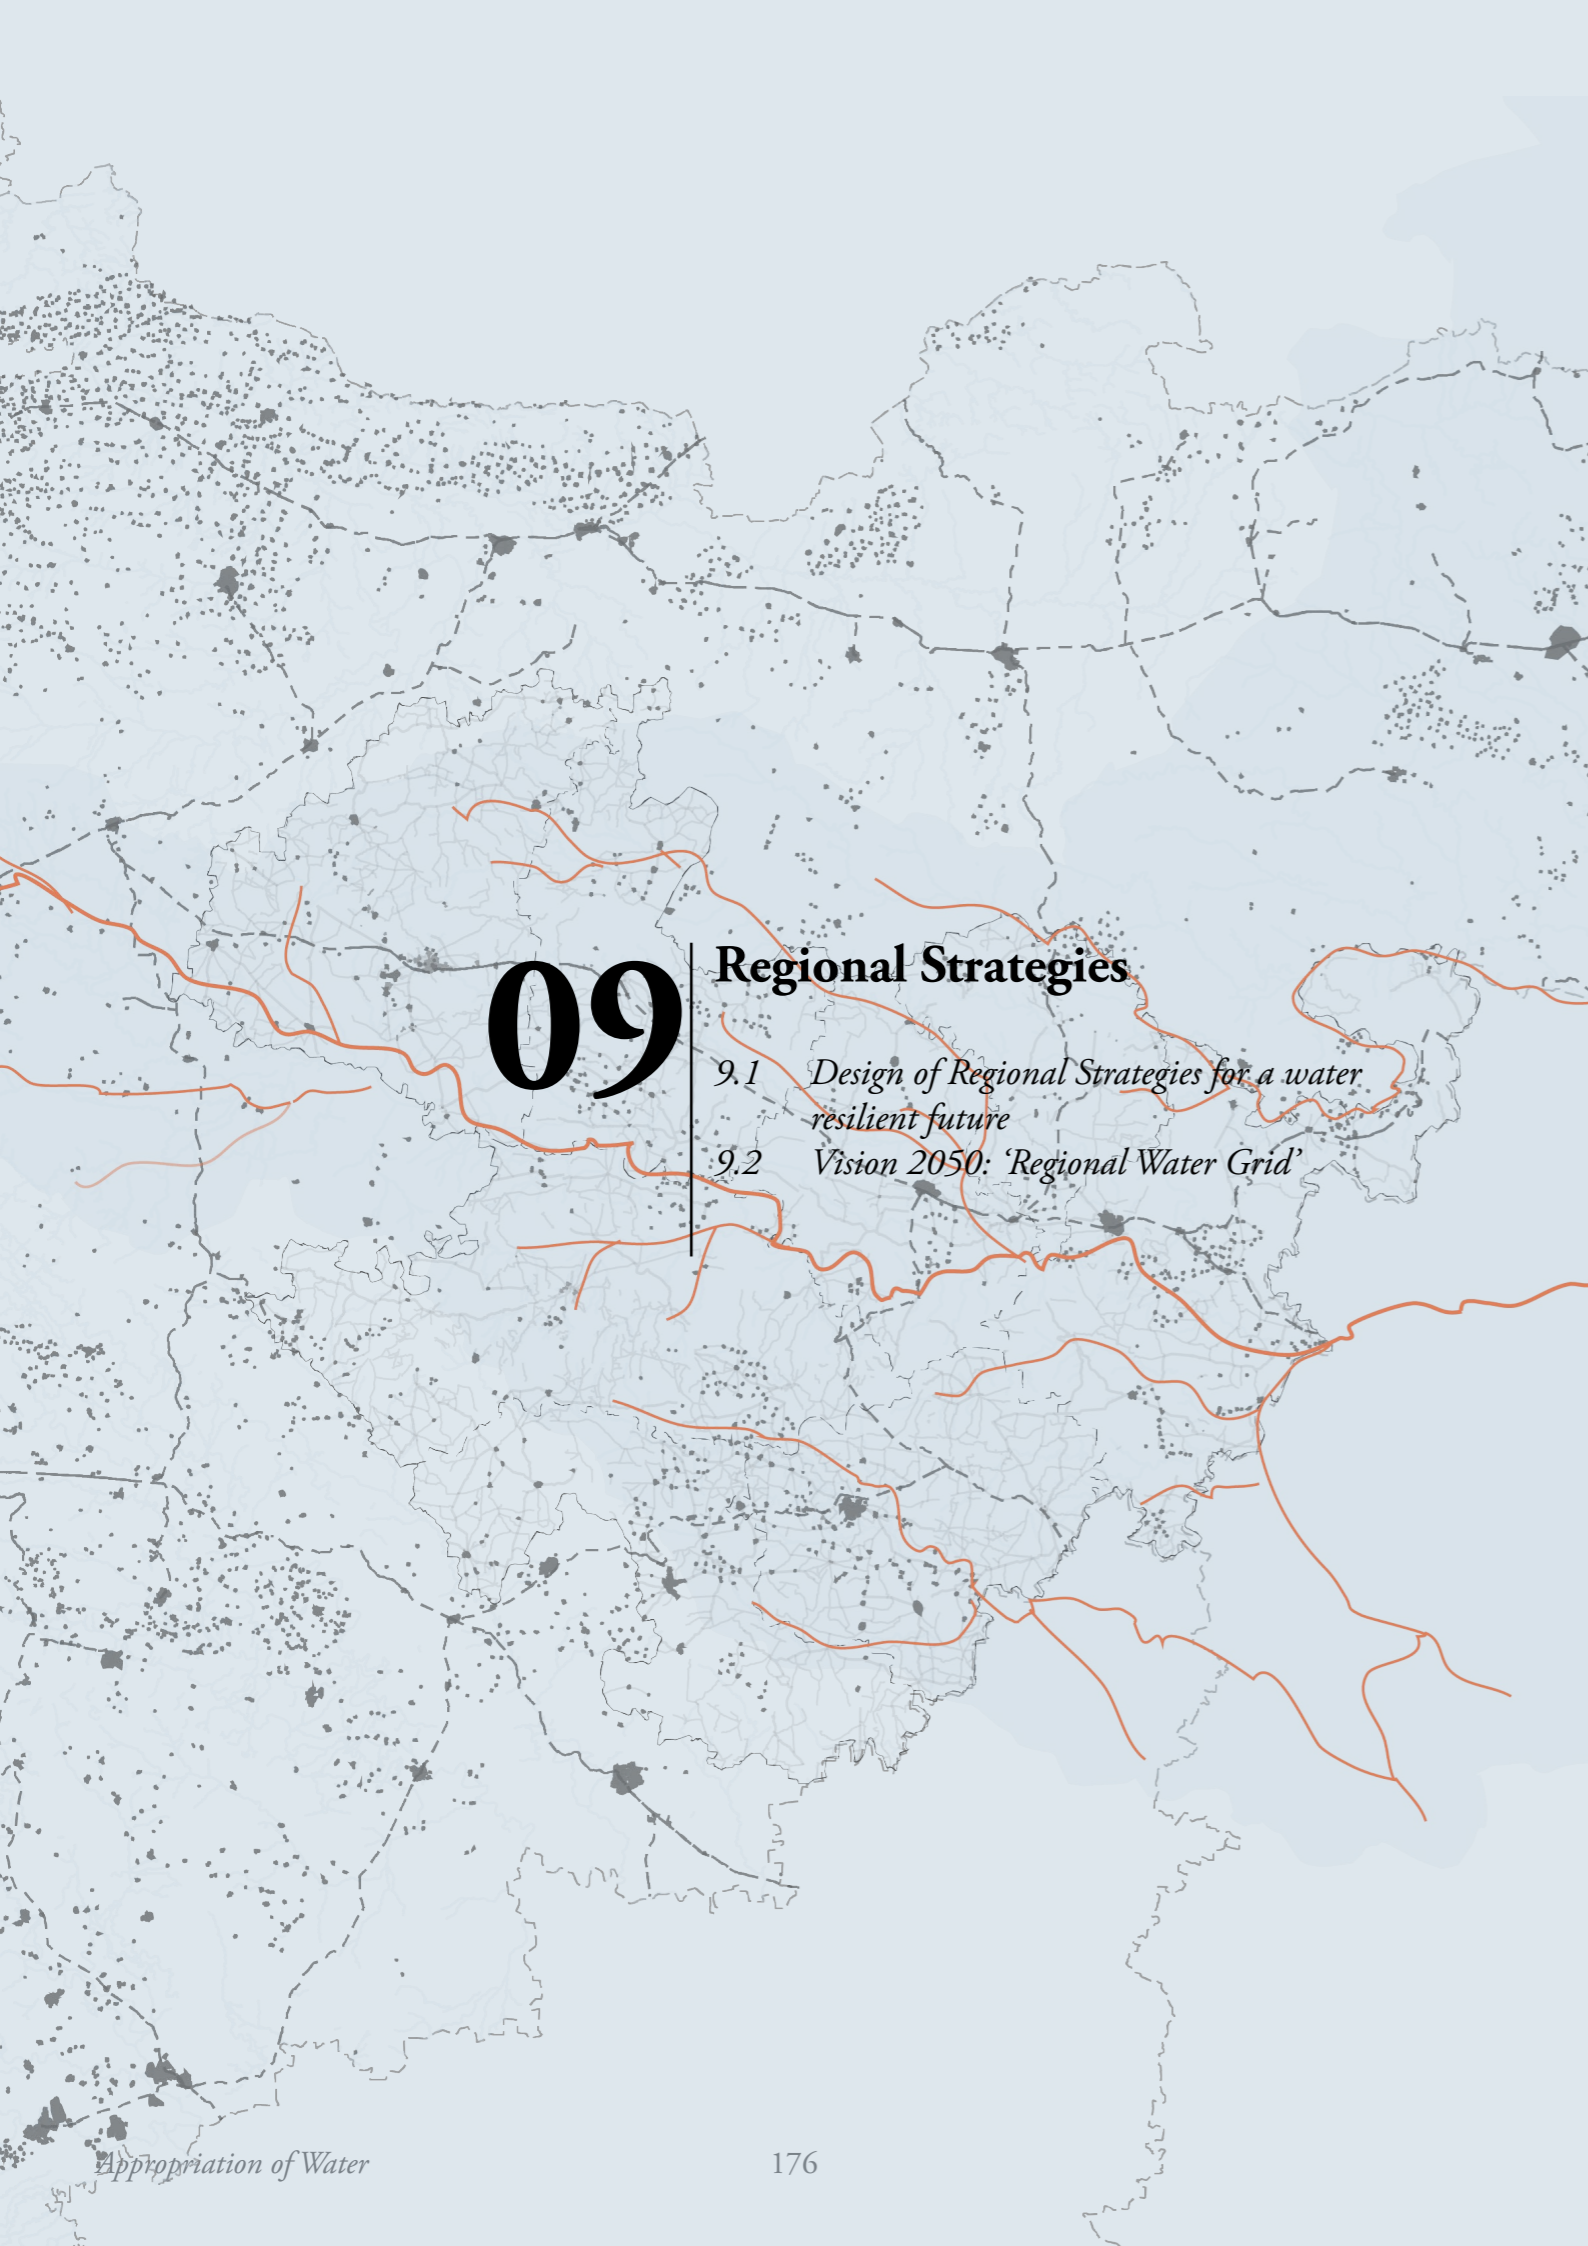 09
Regional Strategies
9.1 Design of Regional Strategies for a water
resilient future
9.2 Vision 2050: ‘Regional Water Grid’
Appropriation of Water
176